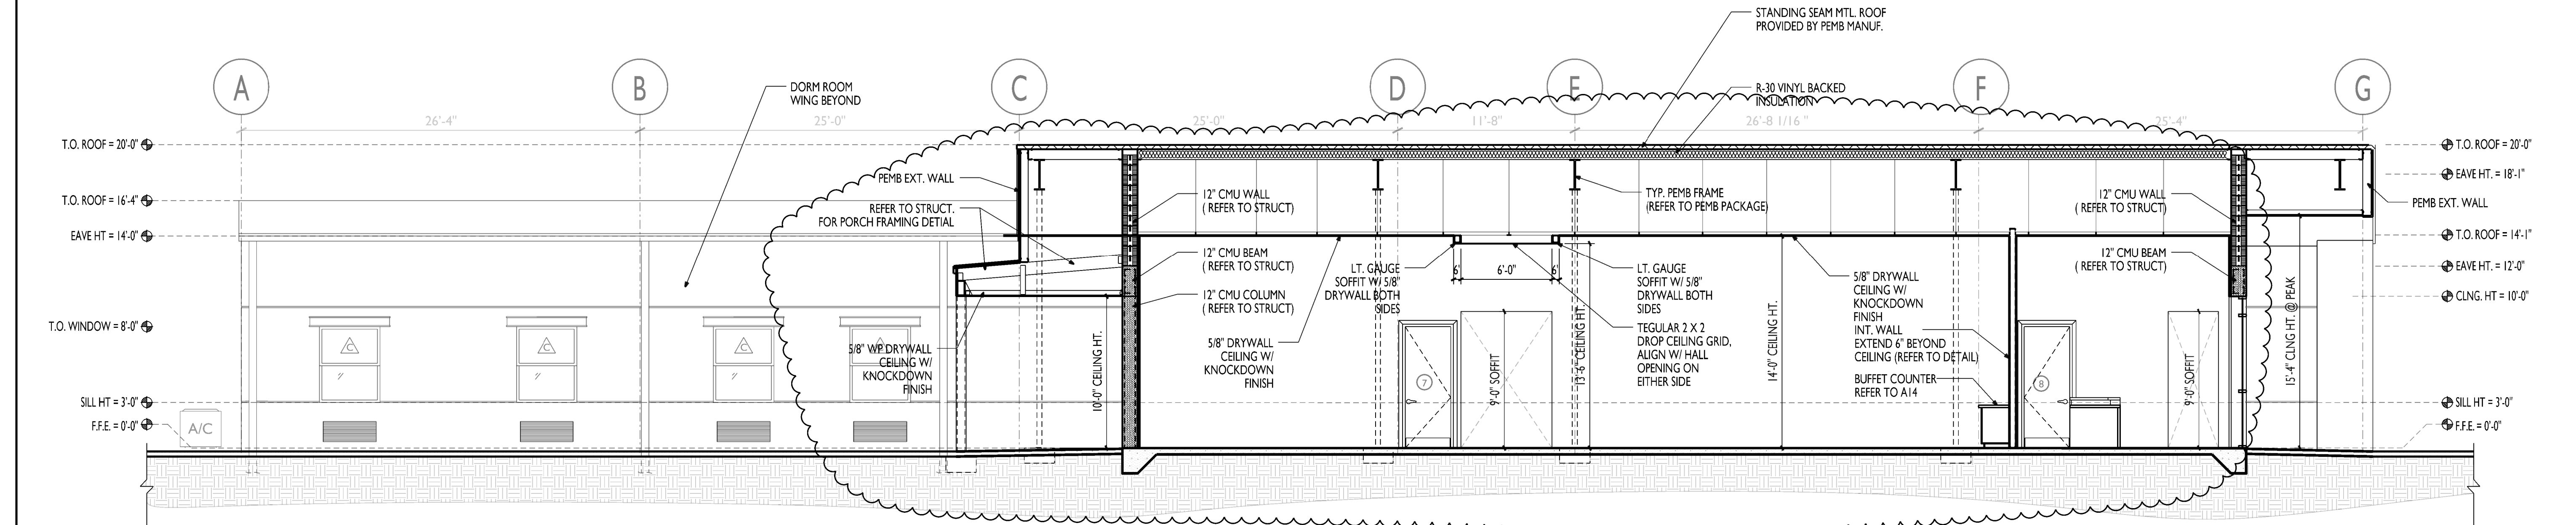 STANDING SEAM MTL. ROOF
PROVIDED BY PEMB MANUF.
A
B
C
D
E
F
G
DORM ROOM
WING BEYOND
R-30 VINYL BACKED
INSULATION
26'-4"
25'-0"
25'-0"
11'-8"
26'-8 1/16 "
25'-4"
T.O. ROOF = 20'-0"
T.O. ROOF = 16'-4"
EAVE HT = 14'-0"
T.O. WINDOW = 8'-0"
SILL HT = 3'-0"
F.F.E. = 0'-0"
A/C
C
C
C
C
PEMB EXT. WALL
REFER TO STRUCT.
FOR PORCH FRAMING DETIAL
5/8" WP DRYWALL
CEILING W/
KNOCKDOWN
FINISH
10'-0" CEILING HT.
12" CMU WALL
( REFER TO STRUCT)
12" CMU BEAM
( REFER TO STRUCT)
12" CMU COLUMN
( REFER TO STRUCT)
5/8" DRYWALL
CEILING W/
KNOCKDOWN
FINISH
LT. GAUGE
SOFFIT W/ 5/8"
DRYWALL BOTH
SIDES
6"
6'-0"
6"
7
9'-0" SOFFIT
13'-6" CEILING HT.
TYP. PEMB FRAME
(REFER TO PEMB PACKAGE)
LT. GAUGE
SOFFIT W/ 5/8"
DRYWALL BOTH
SIDES
TEGULAR 2 X 2
DROP CEILING GRID,
ALIGN W/ HALL
OPENING ON
EITHER SIDE
14'-0" CEILING HT.
5/8" DRYWALL
CEILING W/
KNOCKDOWN
FINISH
INT. WALL
EXTEND 6" BEYOND
CEILING (REFER TO DETAIL)
BUFFET COUNTER
REFER TO A14
8
9'-0" SOFFIT
12" CMU WALL
( REFER TO STRUCT)
12" CMU BEAM
( REFER TO STRUCT)
15'-4" CLNG HT. @ PEAK
PEMB EXT. WALL
T.O. ROOF = 20'-0"
EAVE HT. = 18'-1"
T.O. ROOF = 14'-1"
EAVE HT. = 12'-0"
CLNG. HT = 10'-0"
SILL HT = 3'-0"
F.F.E. = 0'-0"